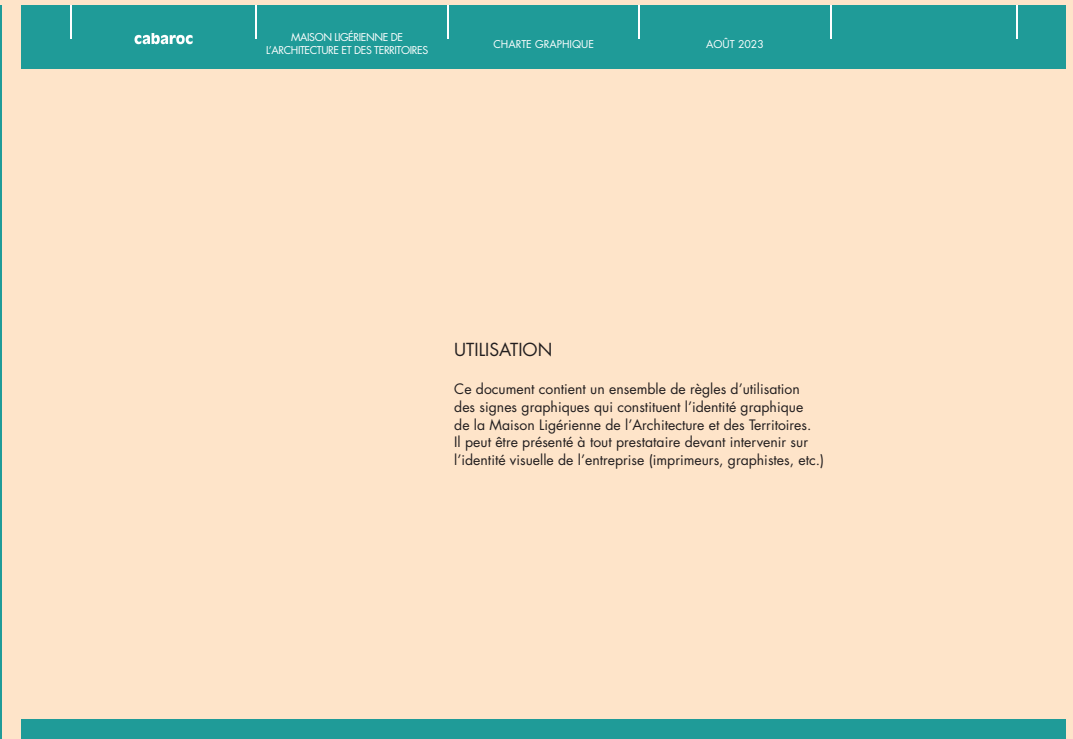 cabaroc
MAISON LIGÉRIENNE DE
L'ARCHITECTURE ET DES TERRITOIRES
CHARTE GRAPHIQUE
AOÛT 2023
UTILISATION
Ce document contient un ensemble de règles d'utilisation
des signes graphiques qui constituent l'identité graphique
de la Maison Ligérienne de l'Architecture et des Territoires.
Il peut être présenté à tout prestataire devant intervenir sur
l'identité visuelle de l'entreprise (imprimeurs, graphistes, etc.)